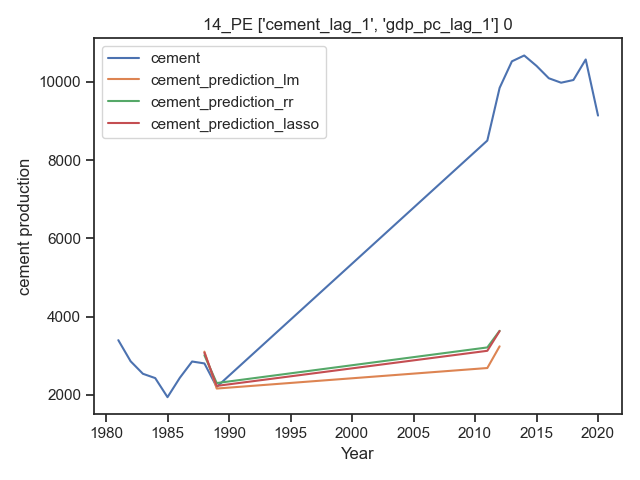 14_PE ['cement_lag_1', 'gdp_pc_lag_1'] 0
cement
cement_prediction_lm
cement_prediction_rr
cement_prediction_lasso
cement production
10000
8000
6000
4000
2000
1980 1985 1990 1995 2000 2005 2010 2015 2020
Year